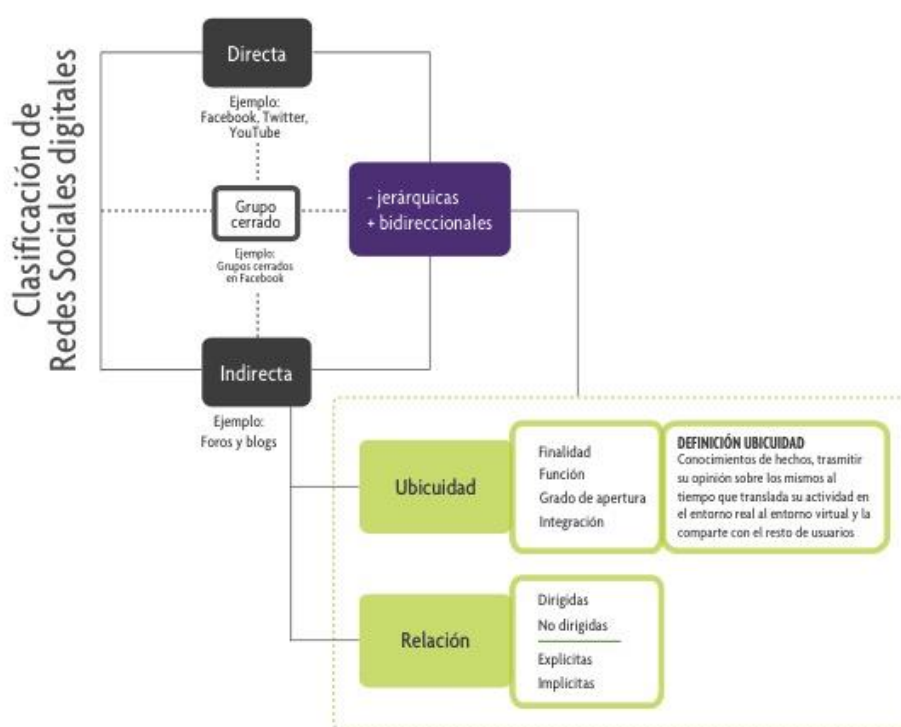 Clasificación de
Redes Sociales digitales
Directa
Ejemplo:
Facebook, Twitter,
YouTube
Grupo
cerrado
Ejemplo:
Grupos cerrados
en Facebook
- jerárquicas
+ bidireccionales
Indirecta
Ejemplo:
Foros y blogs
Ubicuidad
Finalidad
Función
Grado de apertura
Integración
DEFINICIÓN UBICUIDAD
Conocimientos de hechos, trasmitir
su opinión sobre los mismos al
tiempo que translada su actividad en
el entorno real al entorno virtual y la
comparte con el resto de usuarios
Relación
Dirigidas
No dirigidas
Explícitas
Implícitas